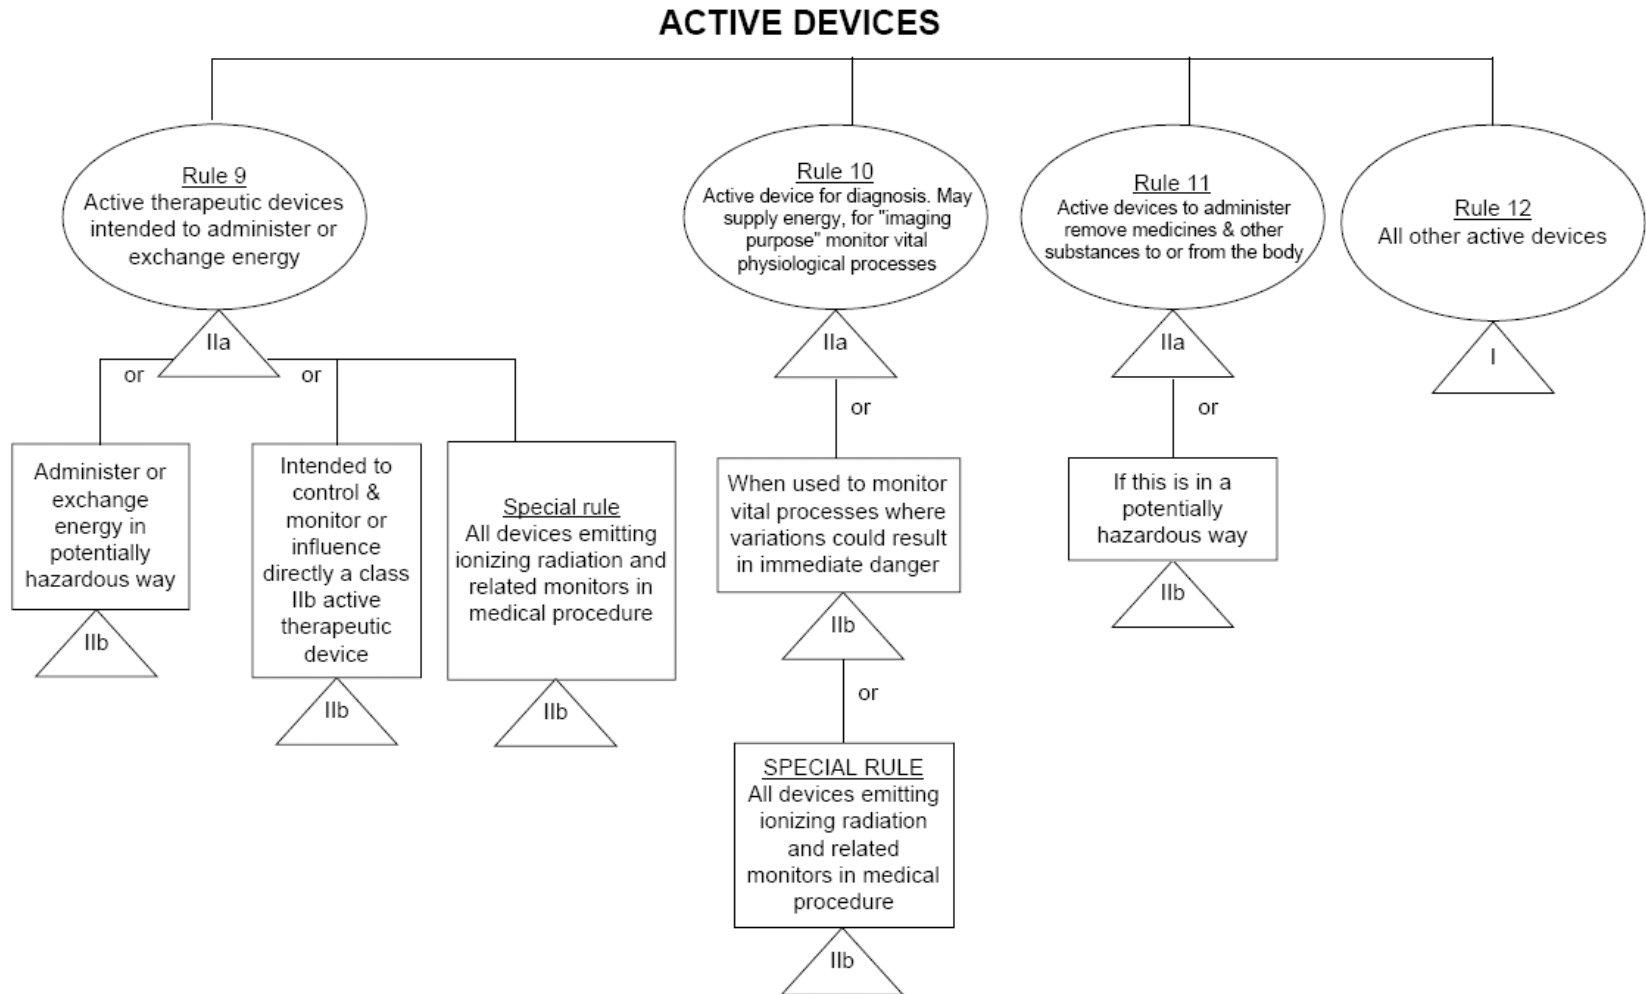 ACTIVE DEVICES
Rule 9
Active therapeutic devices
intended to administer or
exchange energy
IIa
or
or
Administer or
exchange
energy in
potentially
hazardous way
IIb
Intended to
control &
monitor or
influence
directly a class
IIb active
therapeutic
device
IIb
Special rule
All devices emitting
ionizing radiation and
related monitors in
medical procedure
IIb
Rule 10
Active device for diagnosis. May
supply energy, for "imaging
purpose" monitor vital
physiological processes
IIa
or
When used to monitor
vital processes where
variations could result
in immediate danger
IIb
or
SPECIAL RULE
All devices emitting
ionizing radiation
and related
monitors in medical
procedure
IIb
Rule 11
Active devices to administer
remove medicines & other
substances to or from the body
IIa
or
If this is in a
potentially
hazardous way
IIb
Rule 12
All other active devices
I